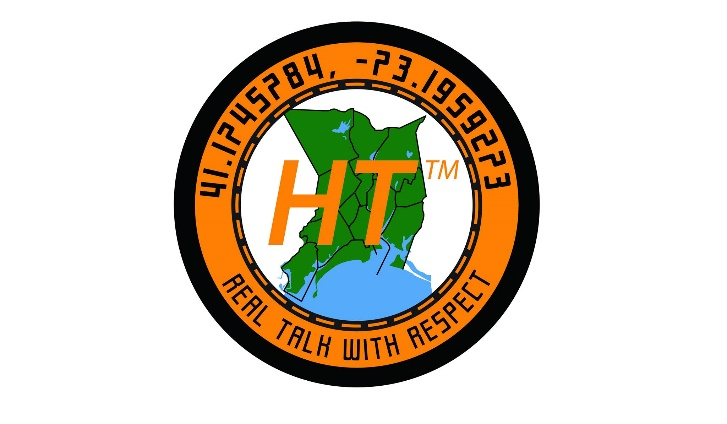 41.1245784, -73.1959273
HT™
REAL TALK WITH RESPECT